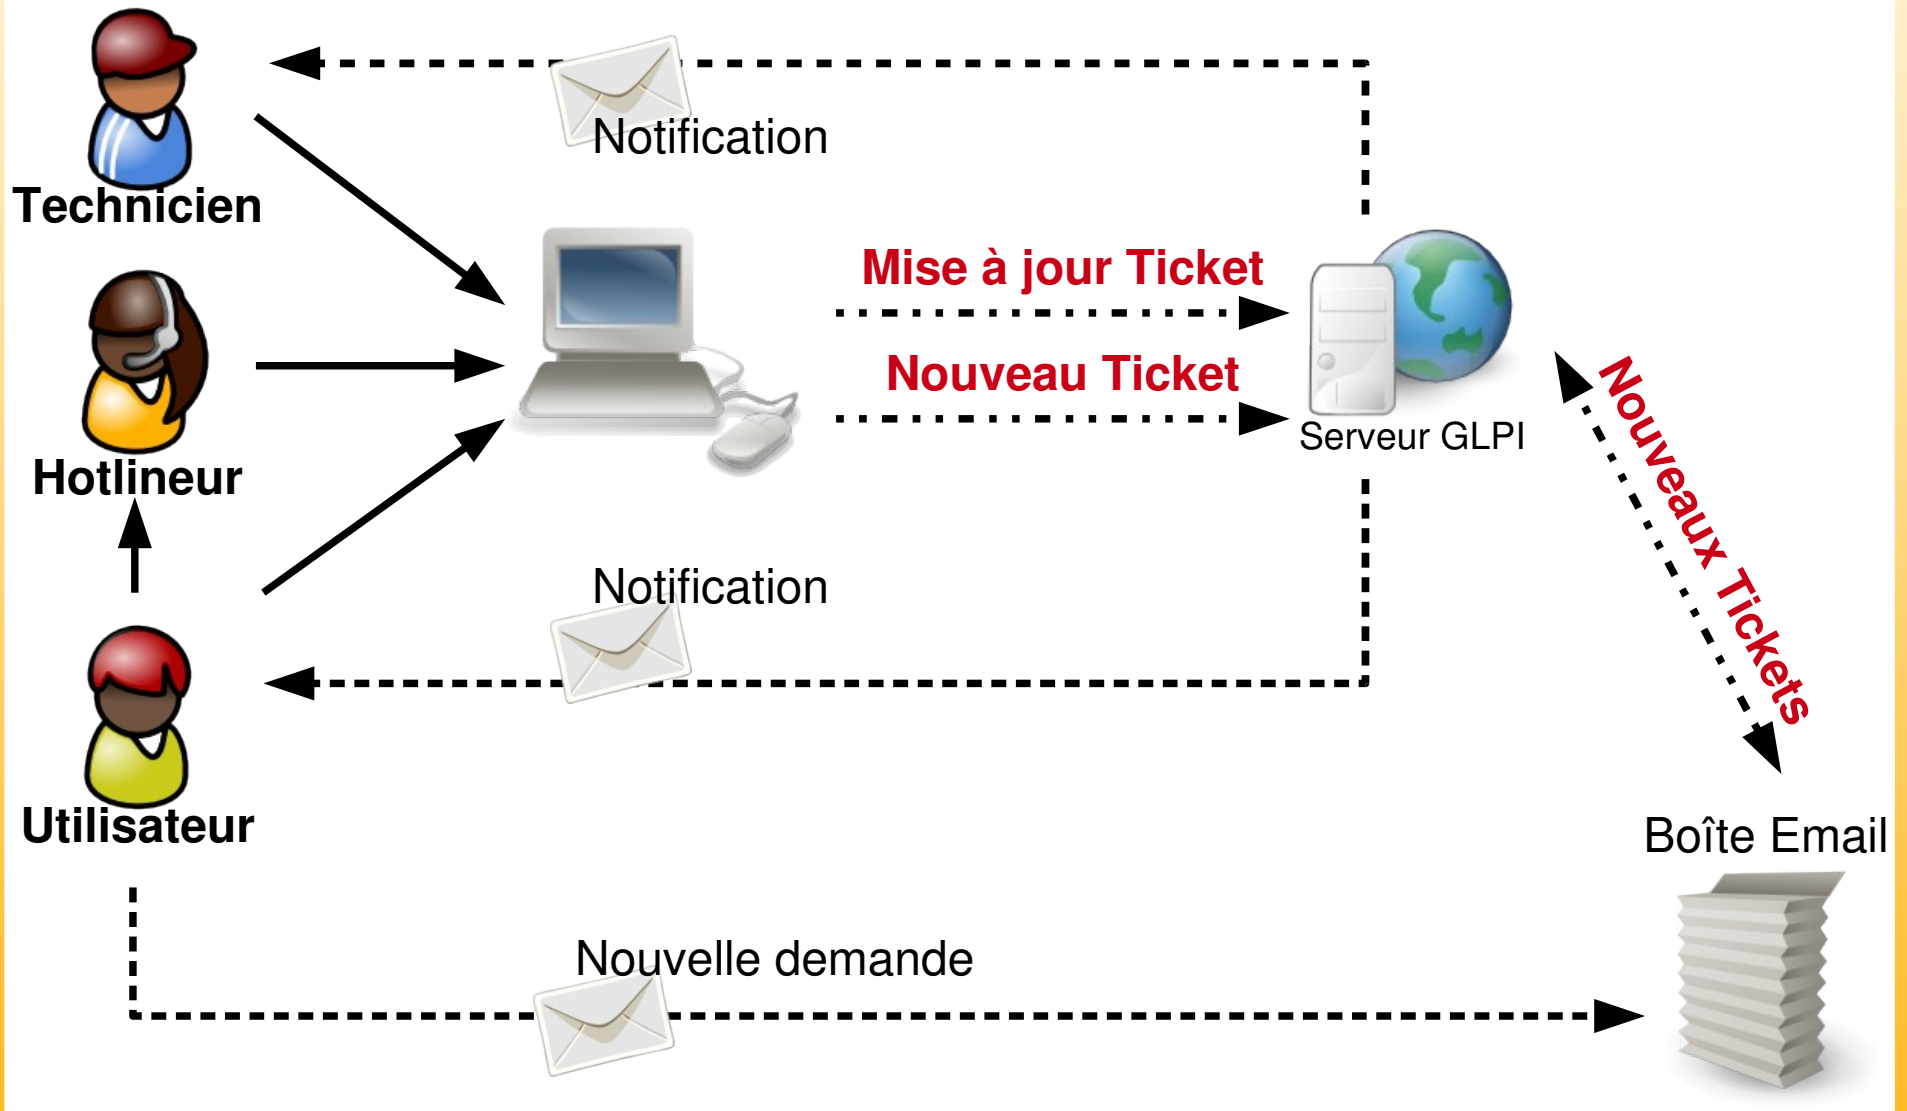 Notification
Technicien
Mise à jour Ticket
Nouveau Ticket
Serveur GLPI
Nouveaux Tickets
Hotlineur
Notification
Utilisateur
Boîte Email
Nouvelle demande